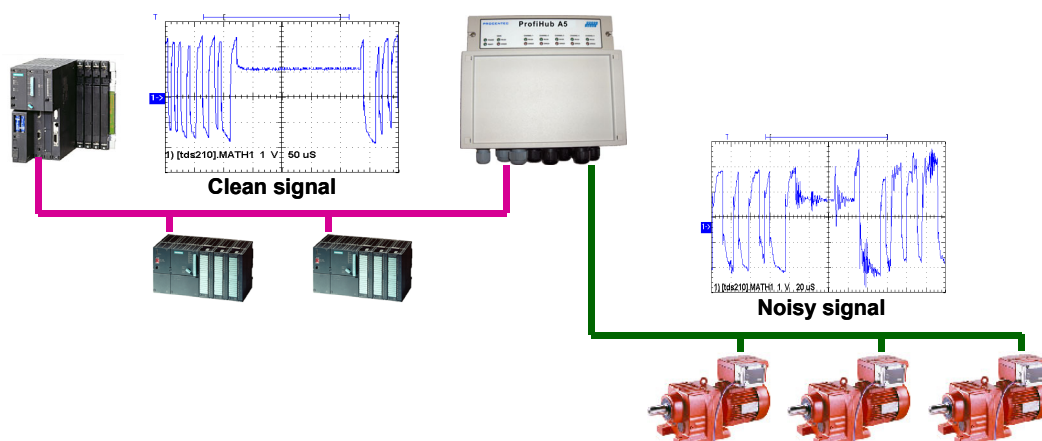 T
1->
1) [tds210].MATH1 1 V 50 uS
Clean signal
PROCENTEC
ProfiHub A5
T
1->
1) [tds210].MATH1 1 V 20 uS
Noisy signal